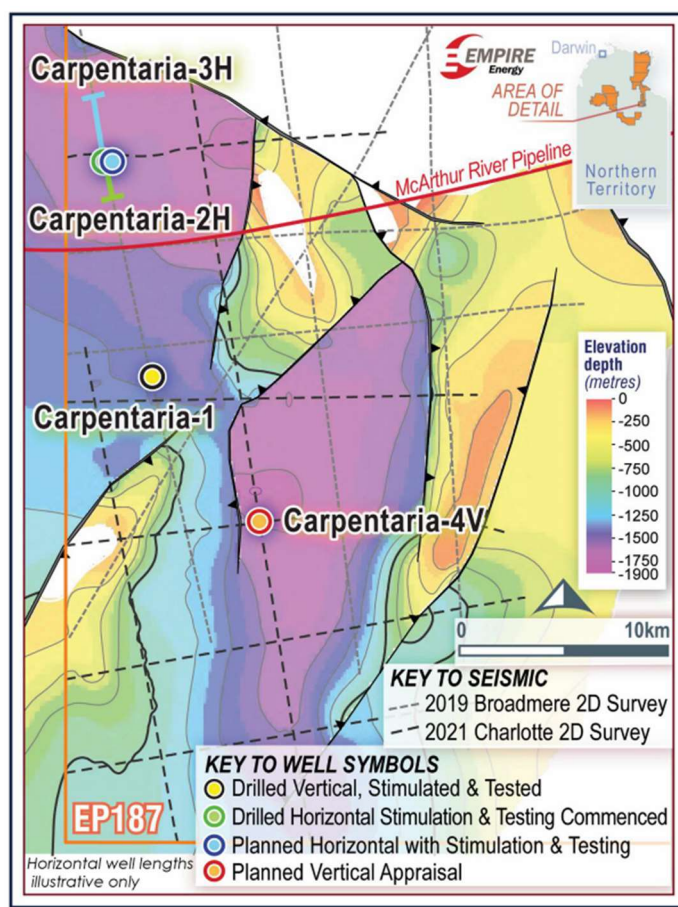 Carpentaria-3H
EMPIRE
Energy
Darwin
AREA OF
DETAIL
Northern
Territory
McArthur River Pipeline
Carpentaria-2H
Carpentaria-1
Carpentaria-4V
Elevation
depth
(metres)
0
-250
-500
-750
-1000
-1250
-1500
-1750
-1900
0 10km
KEY TO SEISMIC
2019 Broadmere 2D Survey
2021 Charlotte 2D Survey
KEY TO WELL SYMBOLS
Drilled Vertical, Stimulated & Tested
Drilled Horizontal Stimulation & Testing Commenced
Planned Horizontal with Stimulation & Testing
Planned Vertical Appraisal
EP187
Horizontal well lengths
illustrative only